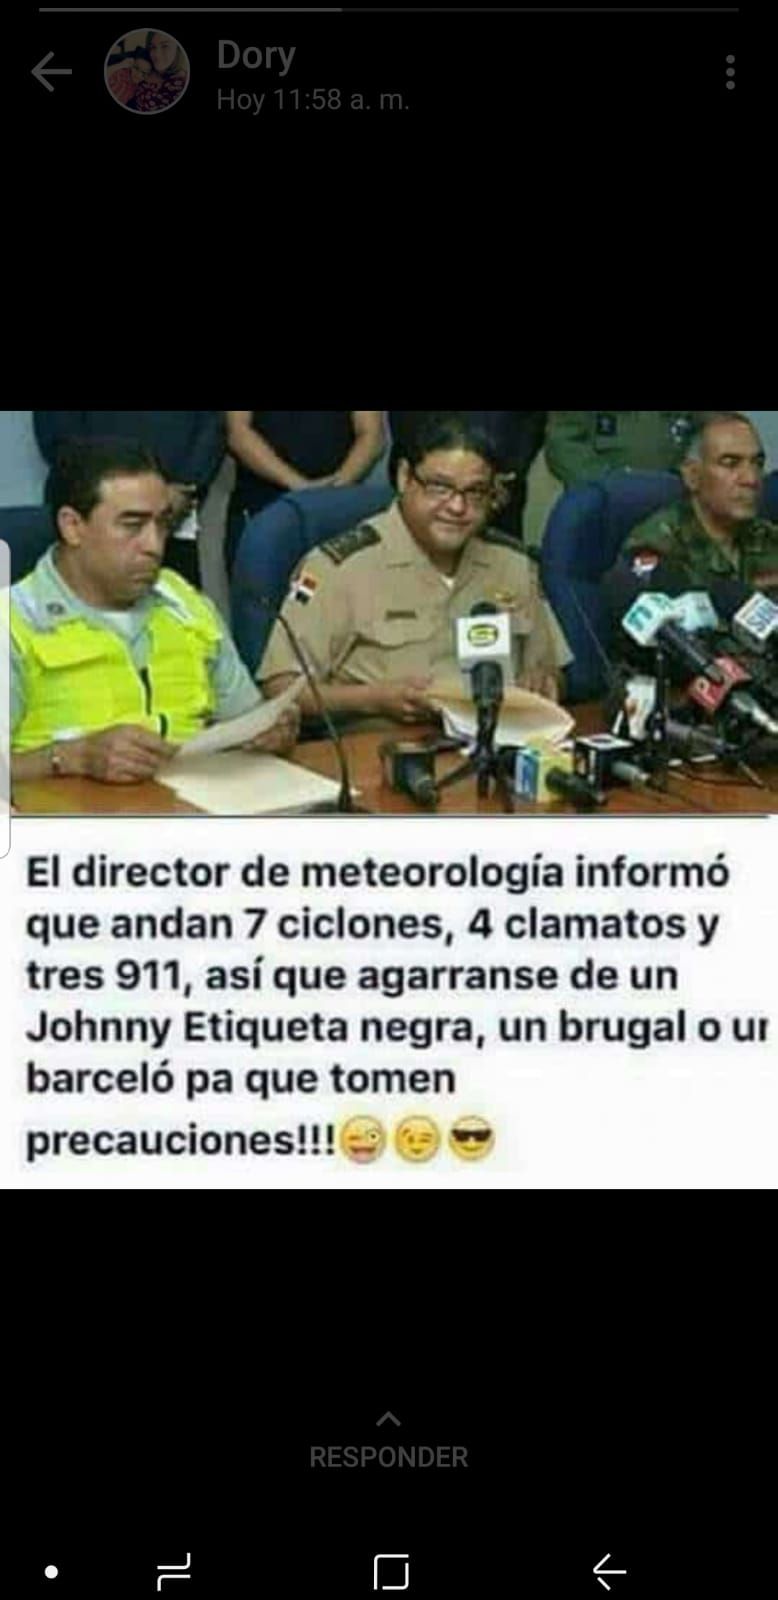 Dory
Hoy 11:58 a. m.
El director de meteorología informó
que andan 7 ciclones, 4 clamatos y
tres 911, así que agarranse de un
Johnny Etiqueta negra, un brugal o un
barceló pa que tomen
precauciones!!!😜😉😎
RESPONDER